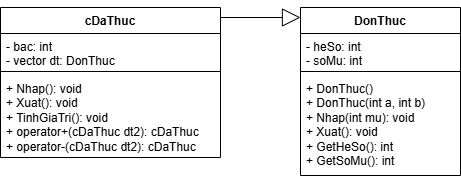 cDaThuc
- bac: int
- vector dt: DonThuc
+ Nhap(): void
+ Xuat(): void
+ TinhGiaTri(): void
+ operator+(cDaThuc dt2): cDaThuc
+ operator-(cDaThuc dt2): cDaThuc
DonThuc
- heSo: int
- soMu: int
+ DonThuc()
+ DonThuc(int a, int b)
+ Nhap(int mu): void
+ Xuat(): void
+ GetHeSo(): int
+ GetSoMu(): int